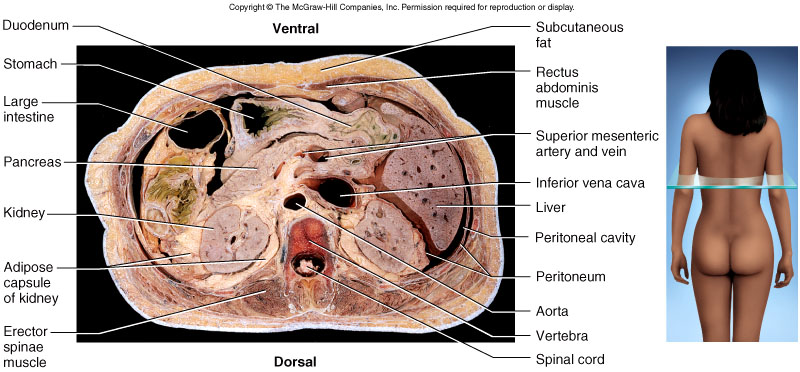 Copyright © The McGraw-Hill Companies, Inc. Permission required for reproduction or display.
Ventral
Duodenum
Stomach
Large
intestine
Pancreas
Kidney
Adipose
capsule
of kidney
Erector
spinae
muscle
Subcutaneous
fat
Rectus
abdominis
muscle
Superior mesenteric
artery and vein
Inferior vena cava
Liver
Peritoneal cavity
Peritoneum
Aorta
Vertebra
Spinal cord
Dorsal